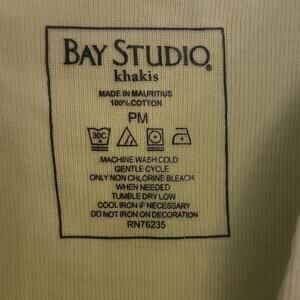 BAY STUDIO®
khakis
MADE IN MAURITIUS
100% COTTON
PM
30C
MACHINE WASH COLD
GENTLE CYCLE
ONLY NON CHLORINE BLEACH
WHEN NEEDED
TUMBLE DRY LOW
COOL IRON IF NECESSARY
DO NOT IRON ON DECORATION
RN76235